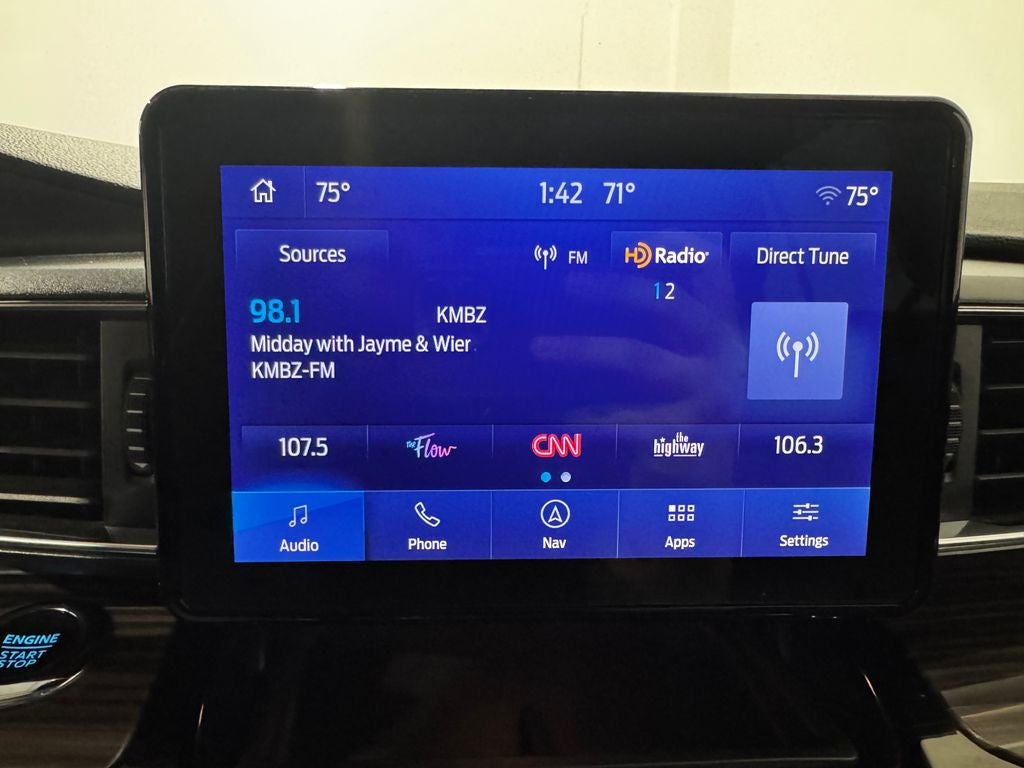 75° 1:42 71° 75°
Sources FM HD Radio Direct Tune
1 2
98.1 KMBZ
Midday with Jayme & Wier
KMBZ-FM
107.5 the Flow CNN the highway 106.3
Audio Phone Nav Apps Settings
ENGINE
START
STOP